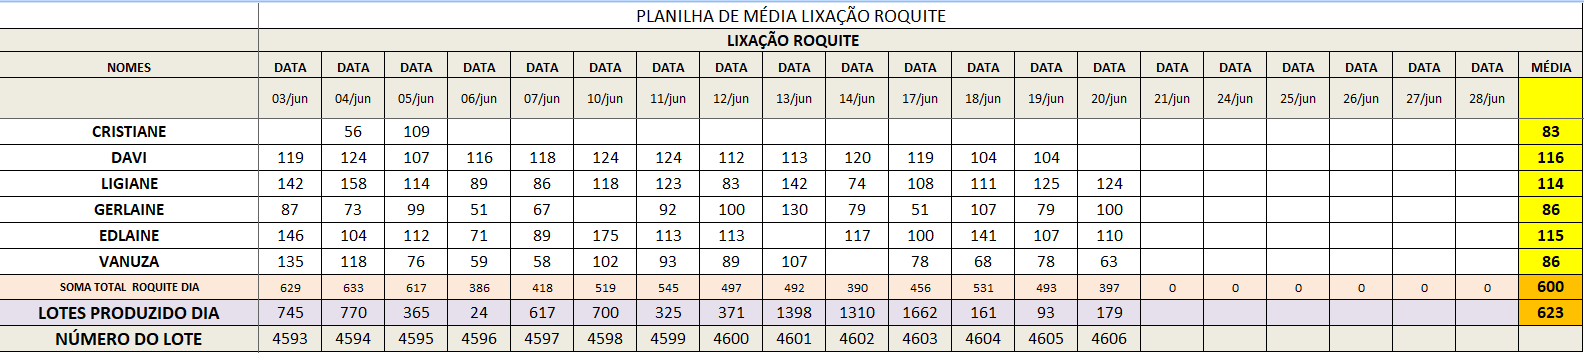 PLANILHA DE MÉDIA LIXAÇÃO ROQUITE
LIXAÇÃO ROQUITE
NOMES DATA DATA DATA DATA DATA DATA DATA DATA DATA DATA DATA DATA DATA DATA DATA DATA DATA DATA DATA DATA MÉDIA
03/jun 04/jun 05/jun 06/jun 07/jun 10/jun 11/jun 12/jun 13/jun 14/jun 17/jun 18/jun 19/jun 20/jun 21/jun 24/jun 25/jun 26/jun 27/jun 28/jun
CRISTIANE 56 109 83
DAVI 119 124 107 116 118 124 124 112 113 120 119 104 104 116
LIGIANE 142 158 114 89 86 118 123 83 142 74 108 111 125 124 114
GERLAINE 87 73 99 51 67 92 100 130 79 51 107 79 100 86
EDLAINE 146 104 112 71 89 175 113 113 117 100 141 107 110 115
VANUZA 135 118 76 59 58 102 93 89 107 78 68 78 63 86
SOMA TOTAL ROQUITE DIA 629 633 617 386 418 519 545 497 492 390 456 531 493 397 0 0 0 0 0 0 600
LOTES PRODUZIDO DIA 745 770 365 24 617 700 325 371 1398 1310 1662 161 93 179 623
NÚMERO DO LOTE 4593 4594 4595 4596 4597 4598 4599 4600 4601 4602 4603 4604 4605 4606